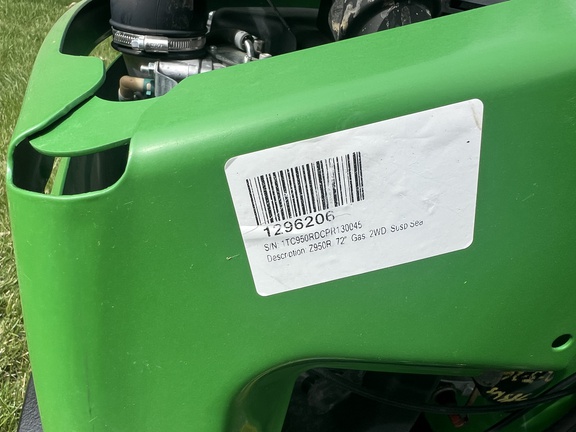 1296206
S/N 1TC950RDCPR130045
Description Z950R, 72" Gas, 2WD Susp Sea